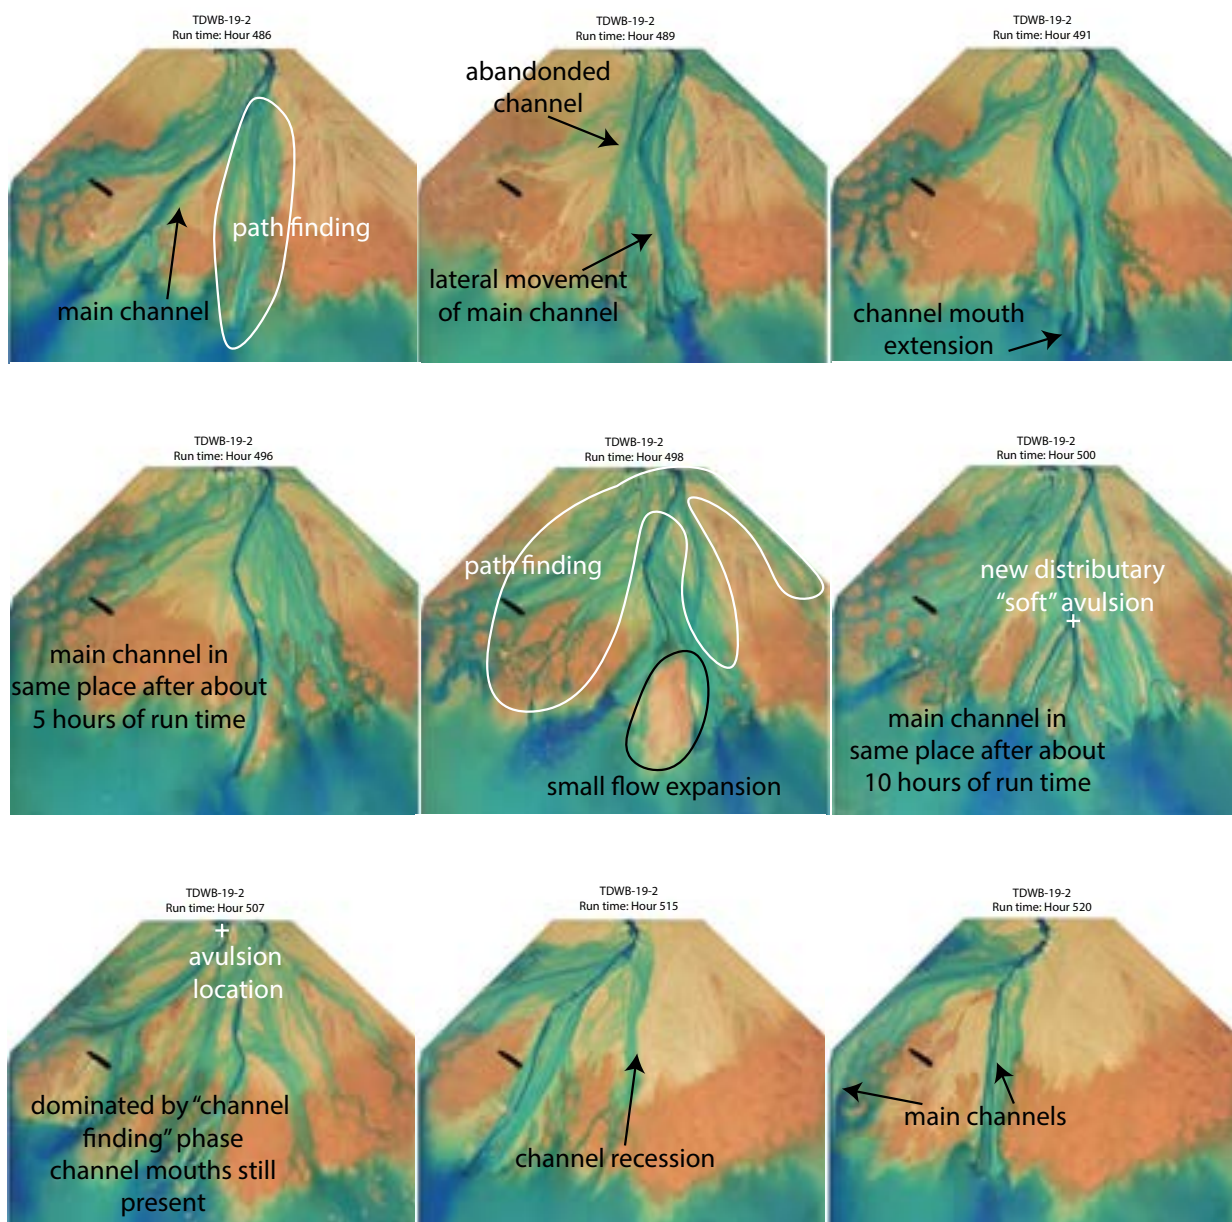 TDWB-19-2
Run time: Hour 486
path finding
main channel
TDWB-19-2
Run time: Hour 489
abandonded
channel
lateral movement
of main channel
TDWB-19-2
Run time: Hour 491
channel mouth
extension
TDWB-19-2
Run time: Hour 496
main channel in
same place after about
5 hours of run time
TDWB-19-2
Run time: Hour 498
path finding
small flow expansion
TDWB-19-2
Run time: Hour 500
new distributary
“soft” avulsion
main channel in
same place after about
10 hours of run time
TDWB-19-2
Run time: Hour 507
avulsion
location
dominated by “channel
finding” phase
channel mouths still
present
TDWB-19-2
Run time: Hour 515
channel recession
TDWB-19-2
Run time: Hour 520
main channels